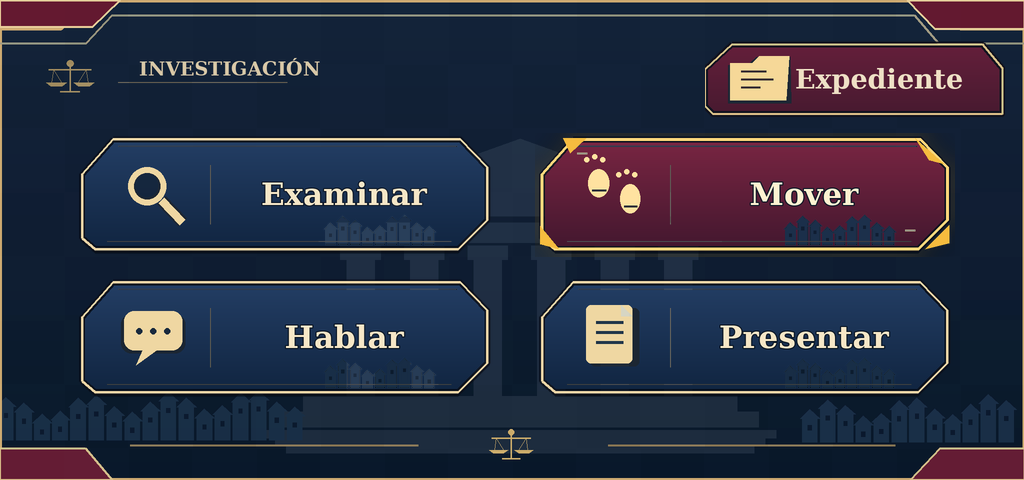 INVESTIGACIÓN
Expediente
Examinar
Mover
Hablar
Presentar